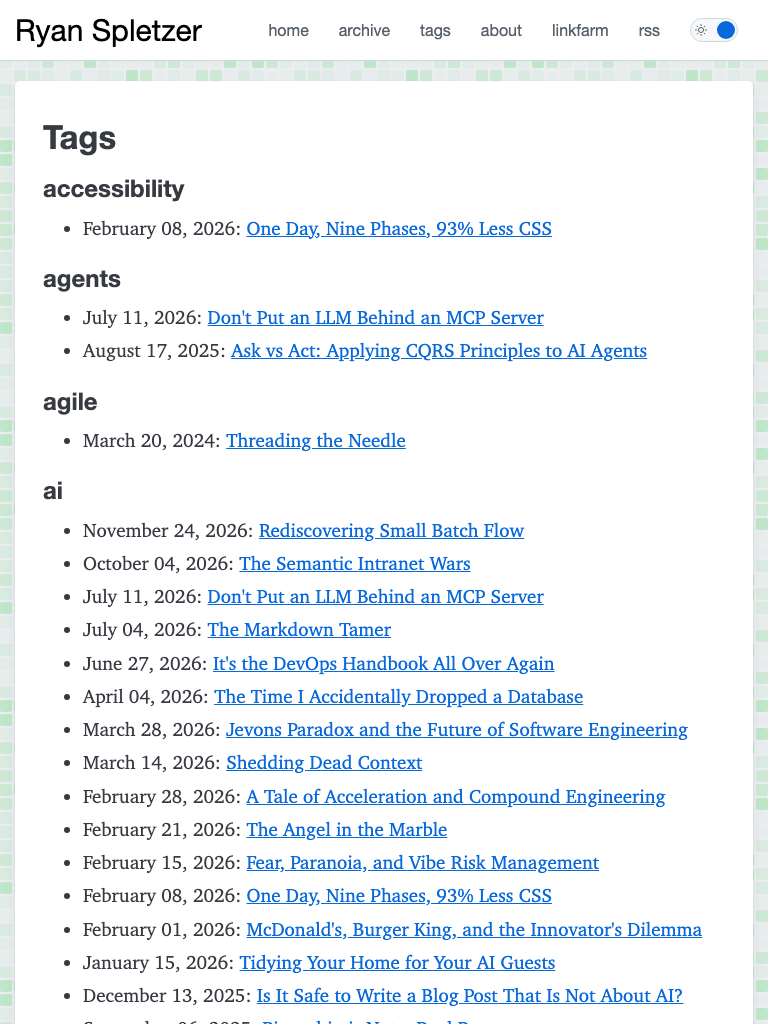 Ryan Spletzer
home archive tags about linkfarm rss
Tags
accessibility
February 08, 2026: One Day, Nine Phases, 93% Less CSS
agents
July 11, 2026: Don't Put an LLM Behind an MCP Server
August 17, 2025: Ask vs Act: Applying CQRS Principles to AI Agents
agile
March 20, 2024: Threading the Needle
ai
November 24, 2026: Rediscovering Small Batch Flow
October 04, 2026: The Semantic Intranet Wars
July 11, 2026: Don't Put an LLM Behind an MCP Server
July 04, 2026: The Markdown Tamer
June 27, 2026: It's the DevOps Handbook All Over Again
April 04, 2026: The Time I Accidentally Dropped a Database
March 28, 2026: Jevons Paradox and the Future of Software Engineering
March 14, 2026: Shedding Dead Context
February 28, 2026: A Tale of Acceleration and Compound Engineering
February 21, 2026: The Angel in the Marble
February 15, 2026: Fear, Paranoia, and Vibe Risk Management
February 08, 2026: One Day, Nine Phases, 93% Less CSS
February 01, 2026: McDonald's, Burger King, and the Innovator's Dilemma
January 15, 2026: Tidying Your Home for Your AI Guests
December 13, 2025: Is It Safe to Write a Blog Post That Is Not About AI?